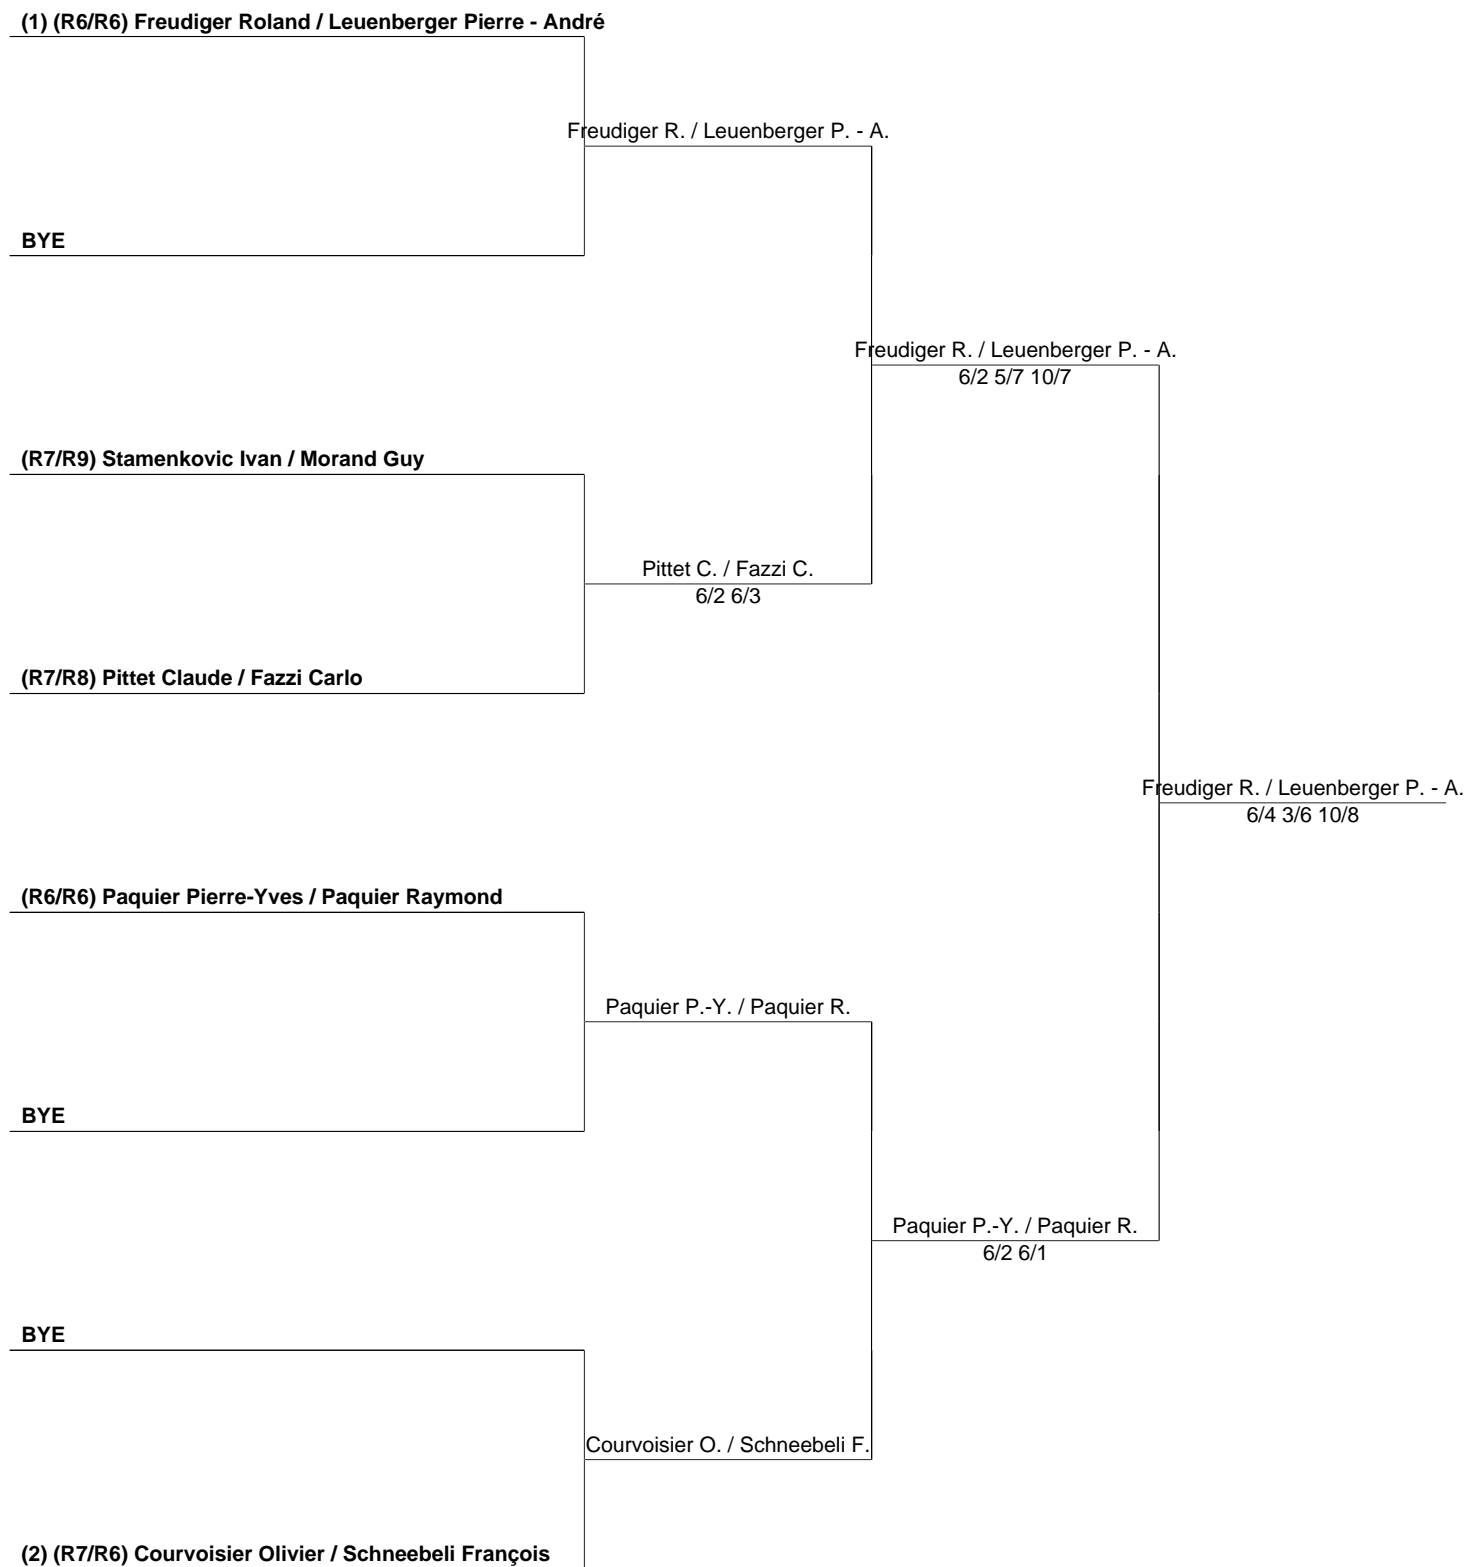 (1) (R6/R6) Freudiger Roland / Leuenberger Pierre - André
Freudiger R. / Leuenberger P. - A.
BYE
Freudiger R. / Leuenberger P. - A.
6/2 5/7 10/7
(R7/R9) Stamenkovic Ivan / Morand Guy
Pittet C. / Fazzi C.
6/2 6/3
(R7/R8) Pittet Claude / Fazzi Carlo
Freudiger R. / Leuenberger P. - A.
6/4 3/6 10/8
(R6/R6) Paquier Pierre-Yves / Paquier Raymond
Paquier P.-Y. / Paquier R.
BYE
Paquier P.-Y. / Paquier R.
6/2 6/1
BYE
Courvoisier O. / Schneebeli F.
(2) (R7/R6) Courvoisier Olivier / Schneebeli François